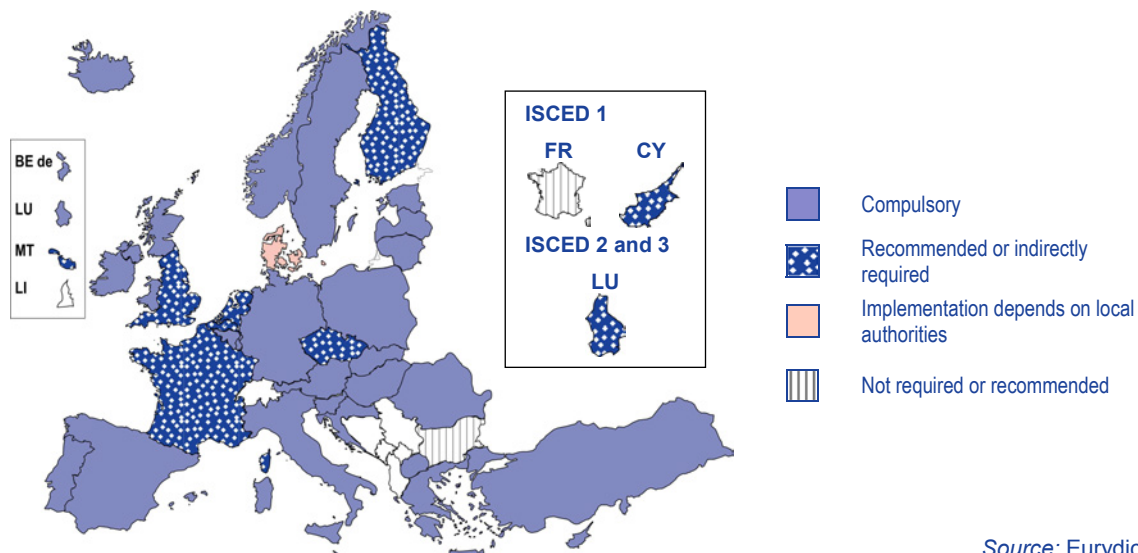 BE de
LU
MT
LI
ISCED 1
FR CY
ISCED 2 and 3
LU
Compulsory
Recommended or indirectly
required
Implementation depends on local
authorities
Not required or recommended
Source: